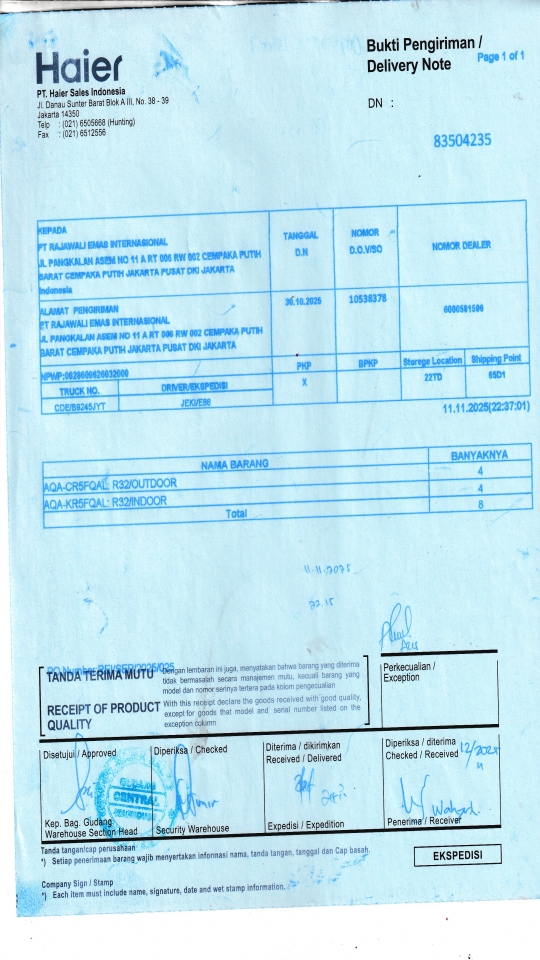 Haier
PT. Haier Sales Indonesia
Jl. Danau Sunter Barat Blok A III, No. 38 - 39
Jakarta 14350
Telp : (021) 6505668 (Hunting)
Fax : (021) 6512556
Bukti Pengiriman /
Delivery Note
Page 1 of 1
DN :
83504235
KEPADA
PT RAJAWALI EMAS INTERNASIONAL
JL PANGKALAN ASEM NO 11 A RT 006 RW 002 CEMPAKA PUTIH
BARAT CEMPAKA PUTIH JAKARTA PUSAT DKI JAKARTA
Indonesia
TANGGAL
D.N
NOMOR
D.O./SO
NOMOR DEALER
ALAMAT PENGIRIMAN
PT RAJAWALI EMAS INTERNASIONAL
JL PANGKALAN ASEM NO 11 A RT 006 RW 002 CEMPAKA PUTIH
BARAT CEMPAKA PUTIH JAKARTA PUSAT DKI JAKARTA
10538378
PKP
BPKP
Storege Location
Shipping Point
TRUCK NO.
DRIVER/EKSPEDISI
X
22TD
65D1
11.11.2025(22:37:01)
NAMA BARANG
BANYAKNYA
AQA-CR5FQAL: R32/OUTDOOR
4
AQA-KR5FQAL: R32/INDOOR
4
Total
8
11.11.2025
22.15
TANDA TERIMA MUTU
Dengan lembaran ini juga, menyatakan bahwa barang yang diterima
tidak bermasalah secara manajemen mutu, kecuali barang yang
model dan nomor serinya tertera pada kolom pengecualian
RECEIPT OF PRODUCT
QUALITY
With this receipt declare the goods received with good quality,
except for goods that model and serial number listed on the
exception column
Perkecualian /
Exception
Disetujui / Approved
Diperiksa / Checked
Diterima / dikirimkan
Received / Delivered
Diperiksa / diterima
Checked / Received
GUDANG
CENTRAL
Kep. Bag. Gudang
Warehouse Section Head
Security Warehouse
Expedisi / Expedition
Penerima / Receiver
Tanda tangan/cap perusahaan
*) Setiap penerimaan barang wajib menyertakan informasi nama, tanda tangan, tanggal dan Cap basah.
EKSPEDISI
Company Sign / Stamp
*) Each item must include name, signature, date and wet stamp information.